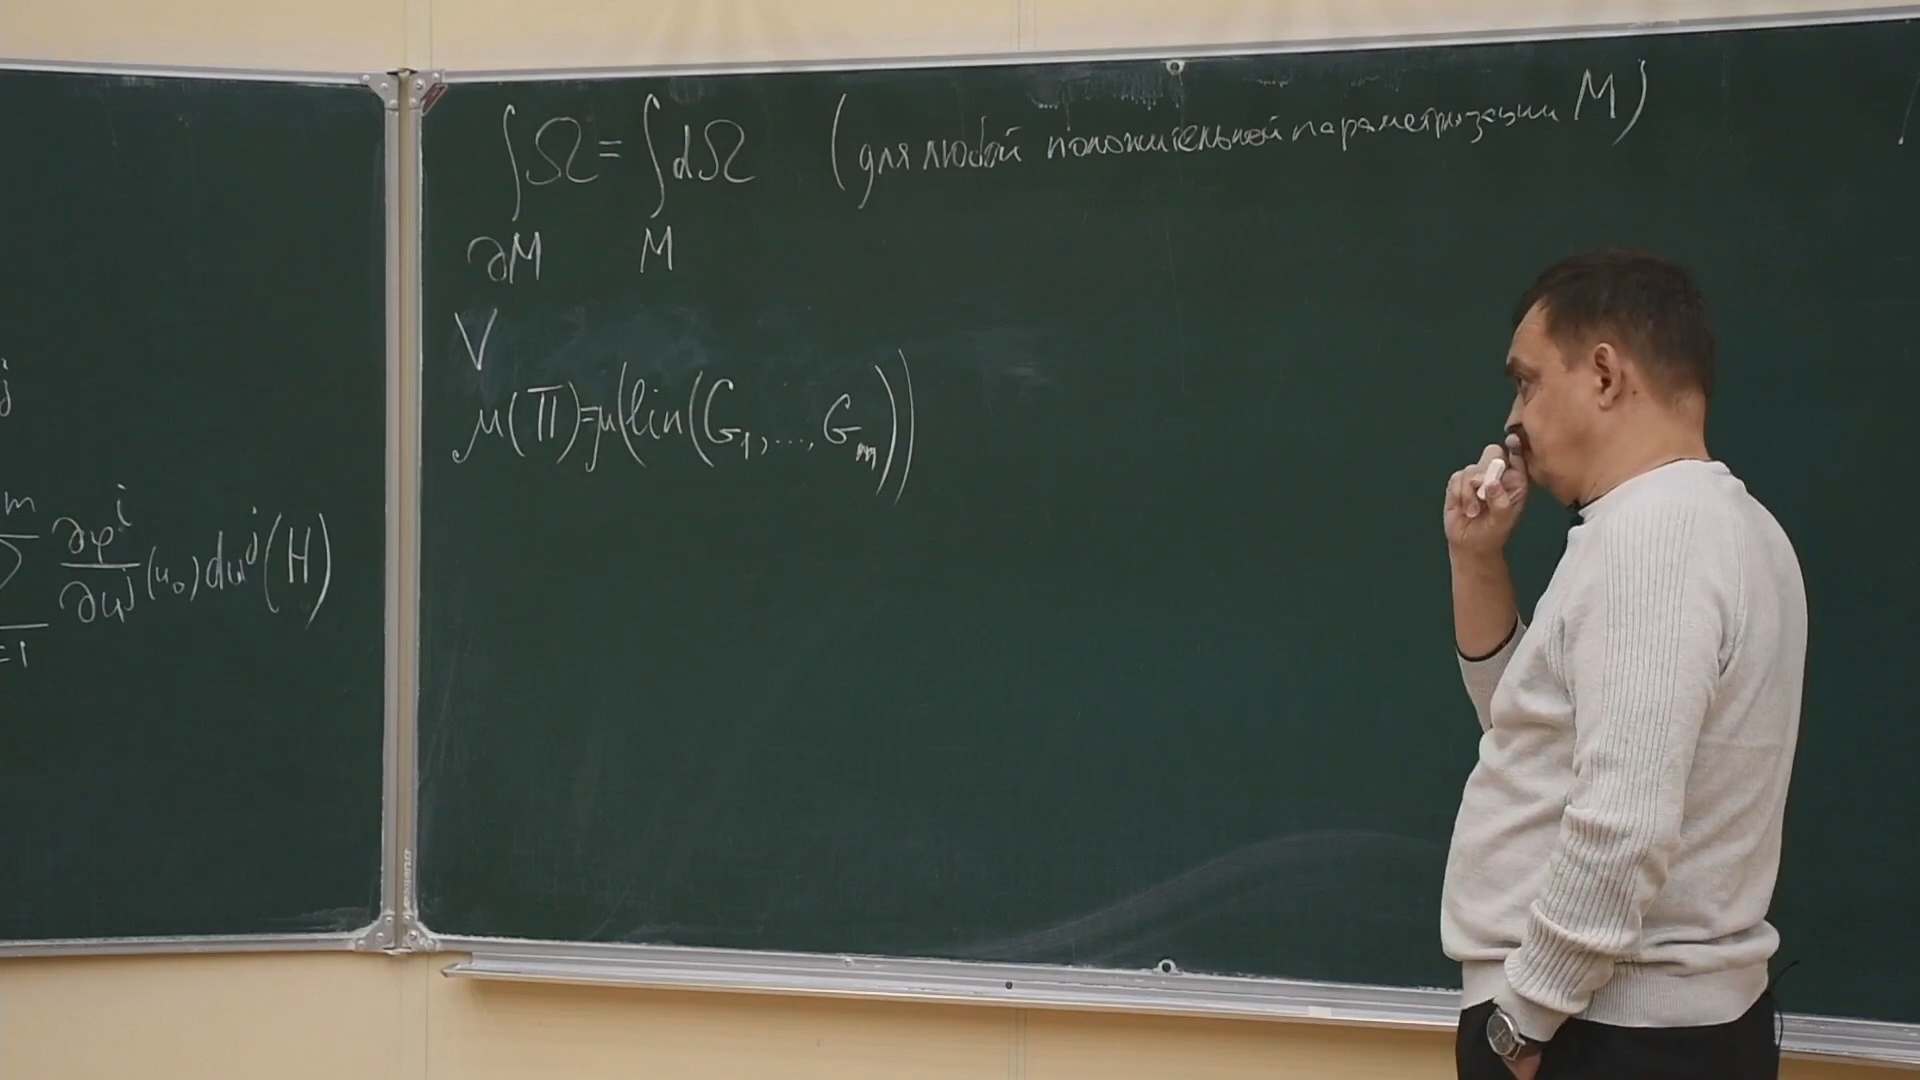 ∫Ω = ∫dΩ (для любой положительной параметризации M)
∂M M
V
μ(Π)=μ(lin(G₁,...,Gₘ))
j
m
∑ ∂φⁱ/∂uʲ (u₀) duʲ(H)
=1